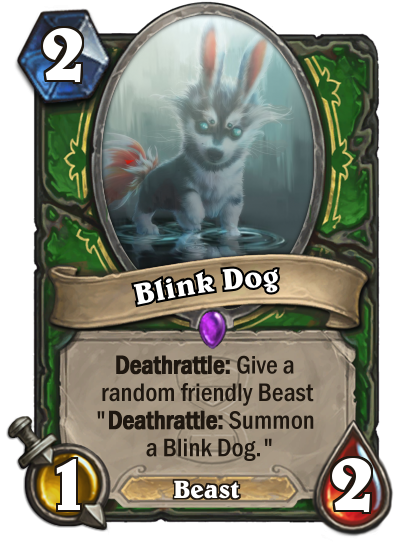 2
Blink Dog
Deathrattle: Give a
random friendly Beast
"Deathrattle: Summon
a Blink Dog."
1
Beast
2